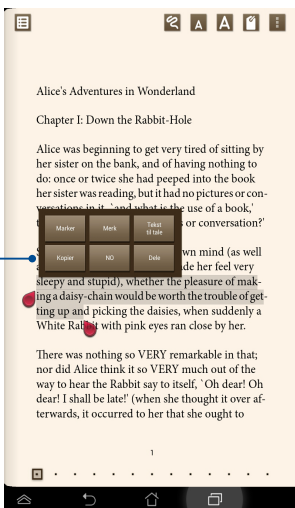 A A
Alice's Adventures in Wonderland
Chapter I: Down the Rabbit-Hole
Alice was beginning to get very tired of sitting by
her sister on the bank, and of having nothing to
do: once or twice she had peeped into the book
her sister was reading, but it had no pictures or con-
versations in it, `and what is the use of a book,'
s or conversation?'
Marker Merk Tekst
til tale
Kopier ND Dele
wn mind (as well
ade her feel very
sleepy and stupid), whether the pleasure of mak-
ing a daisy-chain would be worth the trouble of get-
ting up and picking the daisies, when suddenly a
White Rabbit with pink eyes ran close by her.
There was nothing so VERY remarkable in that;
nor did Alice think it so VERY much out of the
way to hear the Rabbit say to itself, `Oh dear! Oh
dear! I shall be late!' (when she thought it over af-
terwards, it occurred to her that she ought to
1